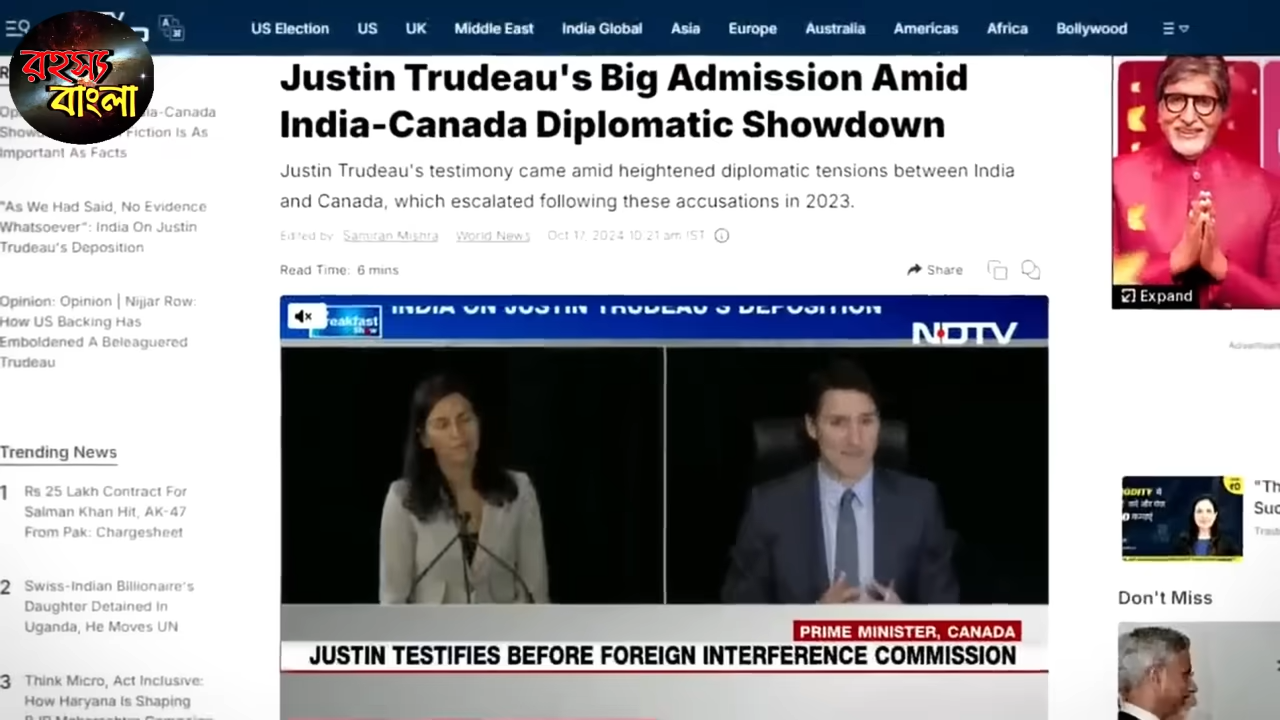 US Election US UK Middle East India Global Asia Europe Australia Americas Africa Bollywood
রহস্য
বাংলা
Justin Trudeau's Big Admission Amid
India-Canada Diplomatic Showdown
Justin Trudeau's testimony came amid heightened diplomatic tensions between India
and Canada, which escalated following these accusations in 2023.
Edited by Samiran Mishra World News Oct 17, 2024 10:21 am IST
Read Time: 6 mins
Share
-Canada
Fiction Is As
Important As Facts
"As We Had Said, No Evidence
Whatsoever": India On Justin
Trudeau's Deposition
Opinion: Opinion | Nijjar Row:
How US Backing Has
Emboldened A Beleaguered
Trudeau
Trending News
1 Rs 25 Lakh Contract For
Salman Khan Hit, AK-47
From Pak: Chargesheet
2 Swiss-Indian Billionaire's
Daughter Detained In
Uganda, He Moves UN
3 Think Micro, Act Inclusive:
How Haryana Is Shaping
INDIA ON JUSTIN TRUDEAU'S DEPOSITION
NDTV
PRIME MINISTER, CANADA
JUSTIN TESTIFIES BEFORE FOREIGN INTERFERENCE COMMISSION
Expand
Don't Miss